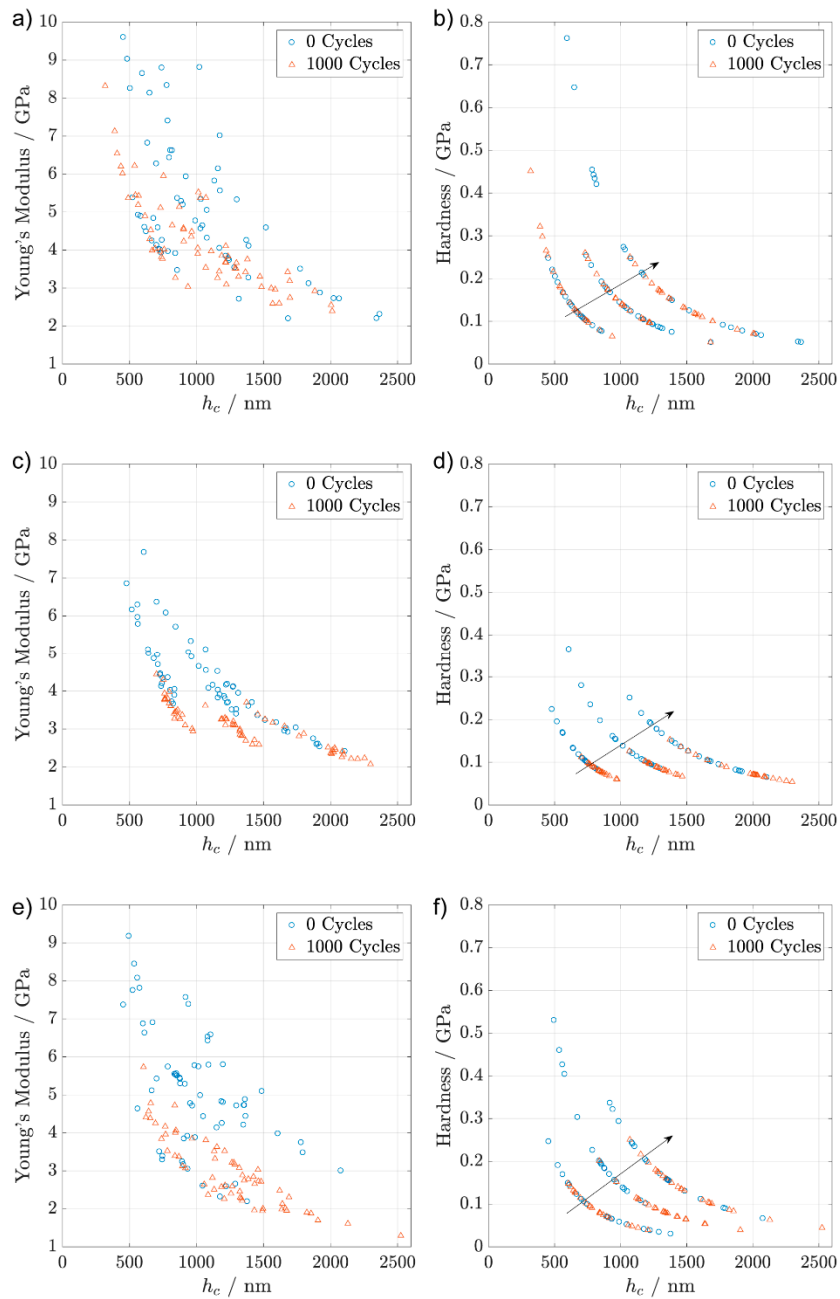 a)
10
9
8
7
6
5
4
3
2
1
0 500 1000 1500 2000 2500
Young's Modulus / GPa
h_c / nm
0 Cycles
1000 Cycles
b)
0.8
0.7
0.6
0.5
0.4
0.3
0.2
0.1
0
0 500 1000 1500 2000 2500
Hardness / GPa
h_c / nm
0 Cycles
1000 Cycles
c)
10
9
8
7
6
5
4
3
2
1
0 500 1000 1500 2000 2500
Young's Modulus / GPa
h_c / nm
0 Cycles
1000 Cycles
d)
0.8
0.7
0.6
0.5
0.4
0.3
0.2
0.1
0
0 500 1000 1500 2000 2500
Hardness / GPa
h_c / nm
0 Cycles
1000 Cycles
e)
10
9
8
7
6
5
4
3
2
1
0 500 1000 1500 2000 2500
Young's Modulus / GPa
h_c / nm
0 Cycles
1000 Cycles
f)
0.8
0.7
0.6
0.5
0.4
0.3
0.2
0.1
0
0 500 1000 1500 2000 2500
Hardness / GPa
h_c / nm
0 Cycles
1000 Cycles